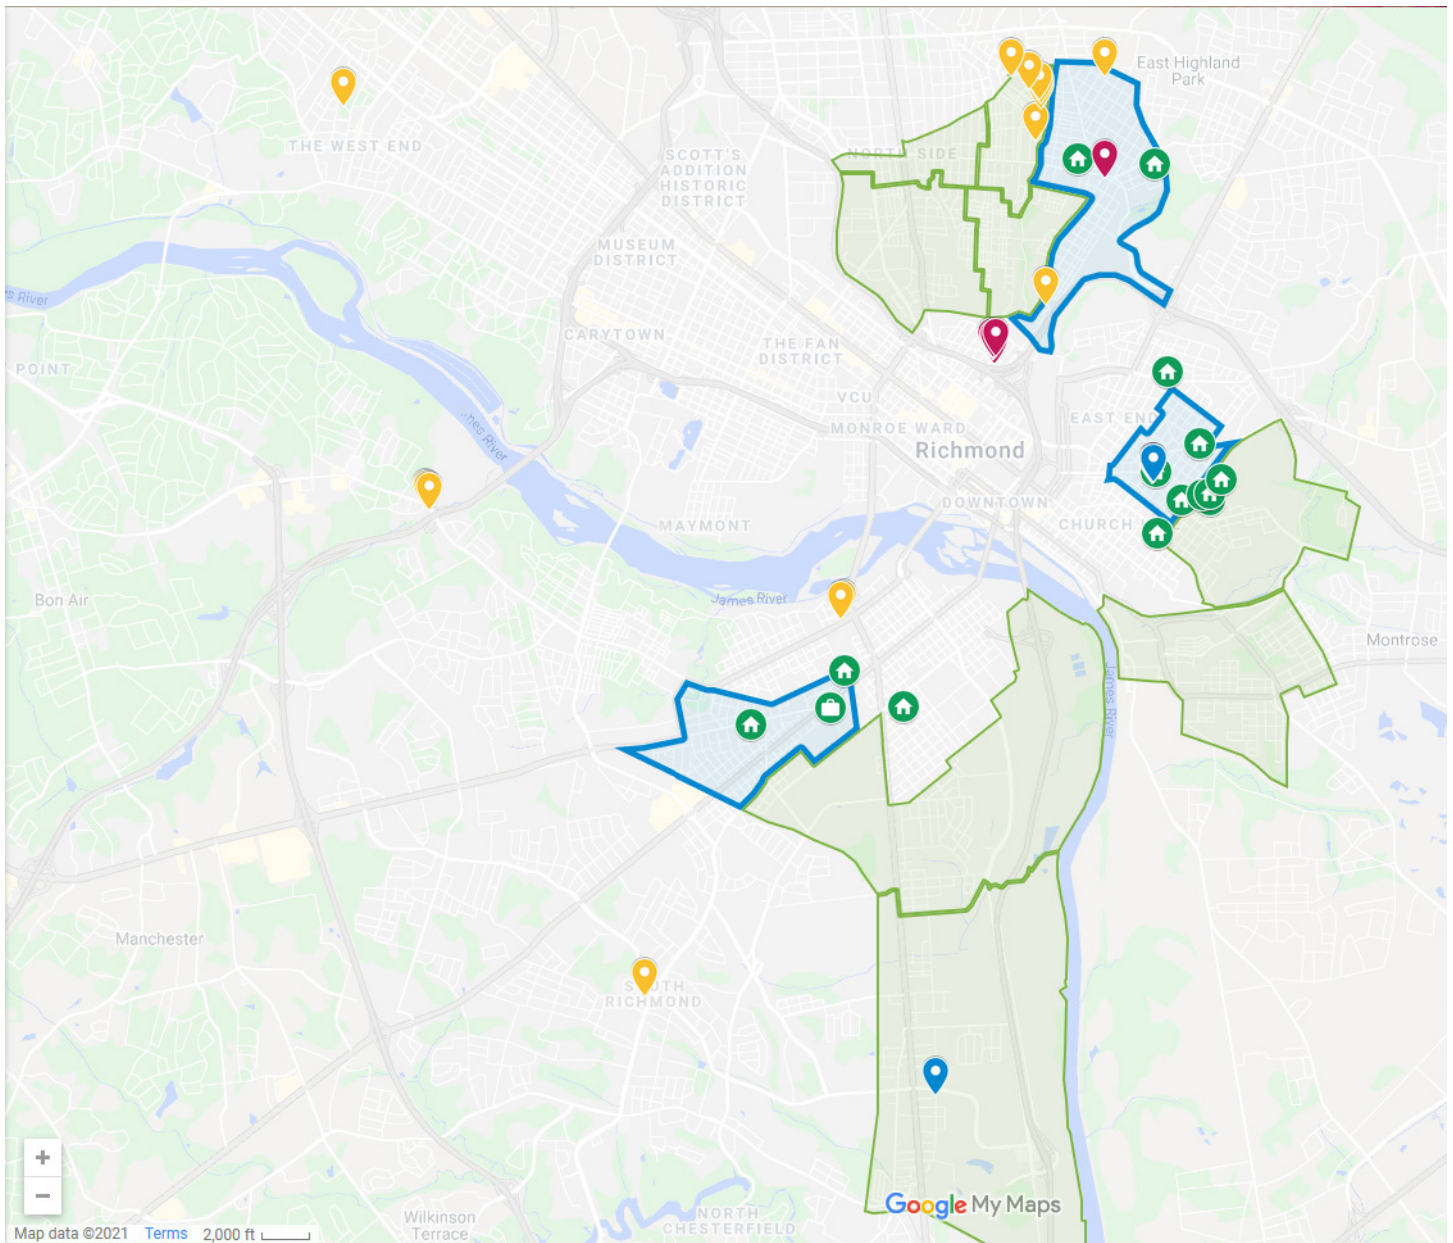 East Highland
Park
THE WEST END
NORTH SIDE
SCOTT'S
ADDITION
HISTORIC
DISTRICT
MUSEUM
DISTRICT
CARYTOWN
THE FAN
DISTRICT
POINT
VCU
MONROE WARD
EAST END
Richmond
DOWNTOWN
CHURCH
MAYMONT
James River
Bon Air
Montrose
James River
Manchester
SOUTH
RICHMOND
Google My Maps
NORTH
CHESTERFIELD
Wilkinson
Terrace
+
−
Map data ©2021 Terms 2,000 ft